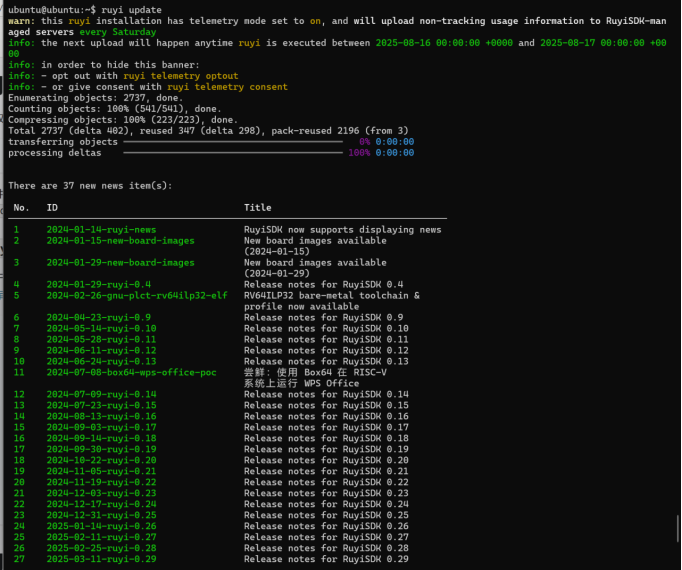 ubuntu@ubuntu:~$ ruyi update
warn: this ruyi installation has telemetry mode set to on, and will upload non-tracking usage information to RuyiSDK-man
aged servers every Saturday
info: the next upload will happen anytime ruyi is executed between 2025-08-16 00:00:00 +0000 and 2025-08-17 00:00:00 +00
00
info: in order to hide this banner:
info: - opt out with ruyi telemetry optout
info: - or give consent with ruyi telemetry consent
Enumerating objects: 2737, done.
Counting objects: 100% (541/541), done.
Compressing objects: 100% (223/223), done.
Total 2737 (delta 402), reused 347 (delta 298), pack-reused 2196 (from 3)
transferring objects 0% 0:00:00
processing deltas 100% 0:00:00
There are 37 new news item(s):
No. ID Title
1 2024-01-14-ruyi-news RuyiSDK now supports displaying news
2 2024-01-15-new-board-images New board images available
(2024-01-15)
3 2024-01-29-new-board-images New board images available
(2024-01-29)
4 2024-01-29-ruyi-0.4 Release notes for RuyiSDK 0.4
5 2024-02-26-gnu-plct-rv64ilp32-elf RV64ILP32 bare-metal toolchain &
profile now available
6 2024-04-23-ruyi-0.9 Release notes for RuyiSDK 0.9
7 2024-05-14-ruyi-0.10 Release notes for RuyiSDK 0.10
8 2024-05-28-ruyi-0.11 Release notes for RuyiSDK 0.11
9 2024-06-11-ruyi-0.12 Release notes for RuyiSDK 0.12
10 2024-06-24-ruyi-0.13 Release notes for RuyiSDK 0.13
11 2024-07-08-box64-wps-office-poc 尝鲜：使用 Box64 在 RISC-V
系统上运行 WPS Office
12 2024-07-09-ruyi-0.14 Release notes for RuyiSDK 0.14
13 2024-07-23-ruyi-0.15 Release notes for RuyiSDK 0.15
14 2024-08-13-ruyi-0.16 Release notes for RuyiSDK 0.16
15 2024-09-03-ruyi-0.17 Release notes for RuyiSDK 0.17
16 2024-09-14-ruyi-0.18 Release notes for RuyiSDK 0.18
17 2024-09-30-ruyi-0.19 Release notes for RuyiSDK 0.19
18 2024-10-22-ruyi-0.20 Release notes for RuyiSDK 0.20
19 2024-11-05-ruyi-0.21 Release notes for RuyiSDK 0.21
20 2024-11-19-ruyi-0.22 Release notes for RuyiSDK 0.22
21 2024-12-03-ruyi-0.23 Release notes for RuyiSDK 0.23
22 2024-12-17-ruyi-0.24 Release notes for RuyiSDK 0.24
23 2024-12-31-ruyi-0.25 Release notes for RuyiSDK 0.25
24 2025-01-14-ruyi-0.26 Release notes for RuyiSDK 0.26
25 2025-02-11-ruyi-0.27 Release notes for RuyiSDK 0.27
26 2025-02-25-ruyi-0.28 Release notes for RuyiSDK 0.28
27 2025-03-11-ruyi-0.29 Release notes for RuyiSDK 0.29